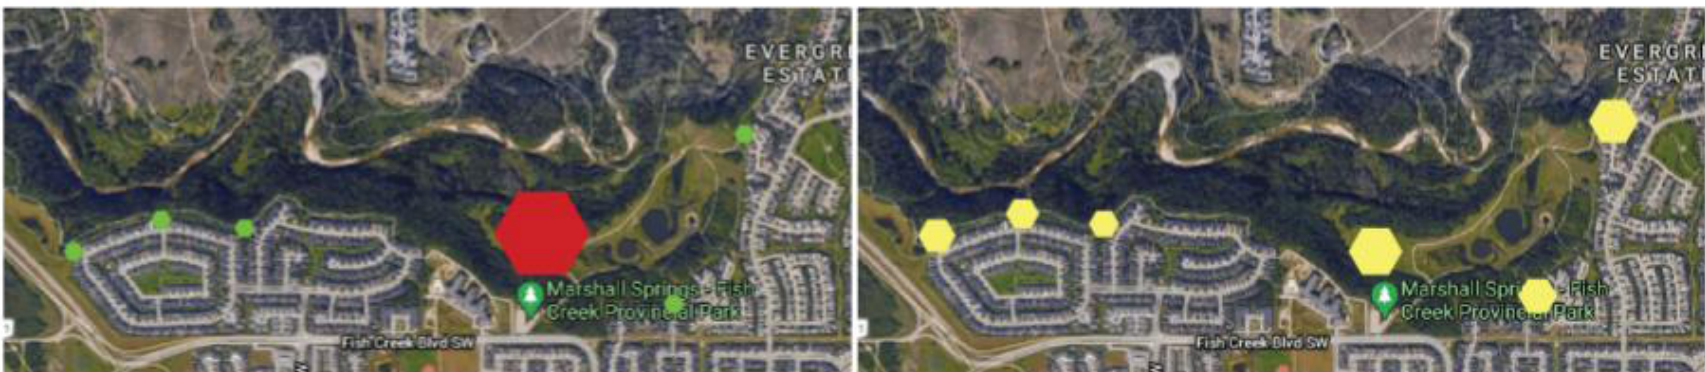 EVERGR
ESTAT
Marshall Springs - Fish
Creek Provincial Park
Fish Creek Blvd SW
EVERGR
ESTAT
Marshall Spri s - Fish
Creek Provincial Park
Fish Creek Blvd SW